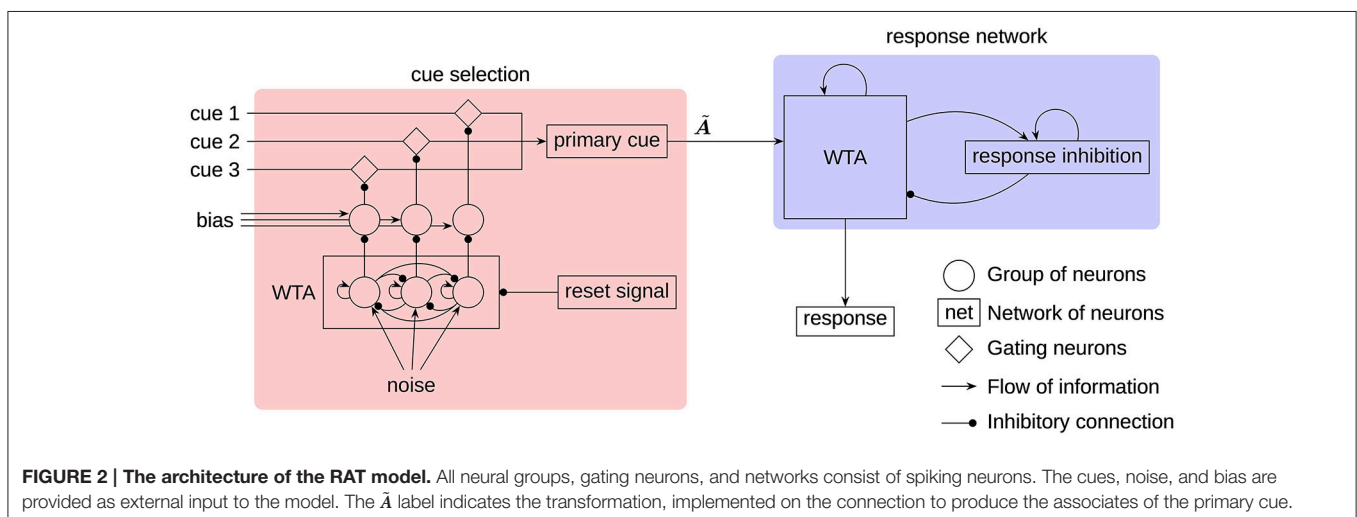 response network
cue selection
cue 1
cue 2
cue 3
bias
primary cue
Ã
WTA
response inhibition
WTA
reset signal
noise
response
Group of neurons
net Network of neurons
Gating neurons
Flow of information
Inhibitory connection
FIGURE 2 | The architecture of the RAT model. All neural groups, gating neurons, and networks consist of spiking neurons. The cues, noise, and bias are
provided as external input to the model. The Ã label indicates the transformation, implemented on the connection to produce the associates of the primary cue.